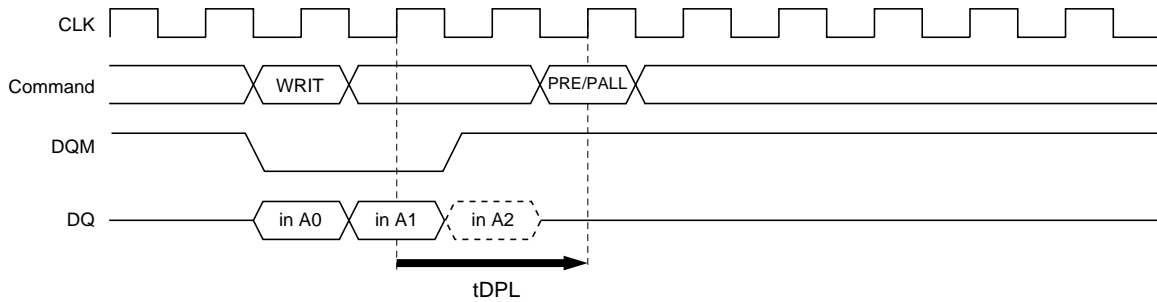 CLK
Command WRIT PRE/PALL
DQM
DQ in A0 in A1 in A2
tDPL